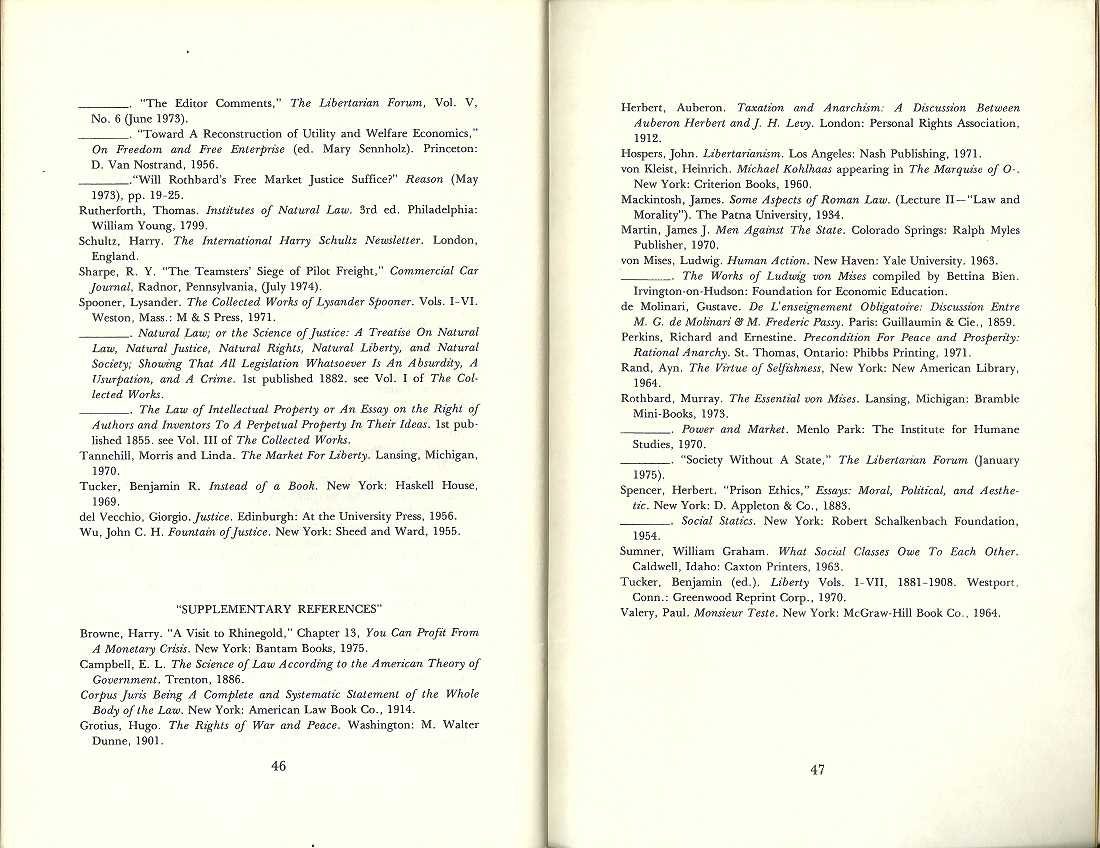 ________. “The Editor Comments,” The Libertarian Forum, Vol. V,
No. 6 (June 1973).
________. “Toward A Reconstruction of Utility and Welfare Economics,”
On Freedom and Free Enterprise (ed. Mary Sennholz). Princeton:
D. Van Nostrand, 1956.
________.“Will Rothbard's Free Market Justice Suffice?” Reason (May
1973), pp. 19-25.
Rutherforth, Thomas. Institutes of Natural Law. 3rd ed. Philadelphia:
William Young, 1799.
Schultz, Harry. The International Harry Schultz Newsletter. London,
England.
Sharpe, R. Y. “The Teamsters' Siege of Pilot Freight,” Commercial Car
Journal, Radnor, Pennsylvania, (July 1974).
Spooner, Lysander. The Collected Works of Lysander Spooner. Vols. I-VI.
Weston, Mass.: M & S Press, 1971.
________. Natural Law; or the Science of Justice: A Treatise On Natural
Law, Natural Justice, Natural Rights, Natural Liberty, and Natural
Society; Showing That All Legislation Whatsoever Is An Absurdity, A
Usurpation, and A Crime. 1st published 1882. see Vol. I of The Col-
lected Works.
________. The Law of Intellectual Property or An Essay on the Right of
Authors and Inventors To A Perpetual Property In Their Ideas. 1st pub-
lished 1855. see Vol. III of The Collected Works.
Tannehill, Morris and Linda. The Market For Liberty. Lansing, Michigan,
1970.
Tucker, Benjamin R. Instead of a Book. New York: Haskell House,
1969.
del Vecchio, Giorgio. Justice. Edinburgh: At the University Press, 1956.
Wu, John C. H. Fountain of Justice. New York: Sheed and Ward, 1955.
“SUPPLEMENTARY REFERENCES”
Browne, Harry. “A Visit to Rhinegold,” Chapter 13, You Can Profit From
A Monetary Crisis. New York: Bantam Books, 1975.
Campbell, E. L. The Science of Law According to the American Theory of
Government. Trenton, 1886.
Corpus Juris Being A Complete and Systematic Statement of the Whole
Body of the Law. New York: American Law Book Co., 1914.
Grotius, Hugo. The Rights of War and Peace. Washington: M. Walter
Dunne, 1901.
46
Herbert, Auberon. Taxation and Anarchism: A Discussion Between
Auberon Herbert and J. H. Levy. London: Personal Rights Association,
1912.
Hospers, John. Libertarianism. Los Angeles: Nash Publishing, 1971.
von Kleist, Heinrich. Michael Kohlhaas appearing in The Marquise of O-.
New York: Criterion Books, 1960.
Mackintosh, James. Some Aspects of Roman Law. (Lecture II—“Law and
Morality”). The Patna University, 1934.
Martin, James J. Men Against The State. Colorado Springs: Ralph Myles
Publisher, 1970.
von Mises, Ludwig. Human Action. New Haven: Yale University. 1963.
________. The Works of Ludwig von Mises compiled by Bettina Bien.
Irvington-on-Hudson: Foundation for Economic Education.
de Molinari, Gustave. De L'enseignement Obligatoire: Discussion Entre
M. G. de Molinari & M. Frederic Passy. Paris: Guillaumin & Cie., 1859.
Perkins, Richard and Ernestine. Precondition For Peace and Prosperity:
Rational Anarchy. St. Thomas, Ontario: Phibbs Printing, 1971.
Rand, Ayn. The Virtue of Selfishness, New York: New American Library,
1964.
Rothbard, Murray. The Essential von Mises. Lansing, Michigan: Bramble
Mini-Books, 1973.
________. Power and Market. Menlo Park: The Institute for Humane
Studies, 1970.
________. “Society Without A State,” The Libertarian Forum (January
1975).
Spencer, Herbert. “Prison Ethics,” Essays: Moral, Political, and Aesthe-
tic. New York: D. Appleton & Co., 1883.
________. Social Statics. New York: Robert Schalkenbach Foundation,
1954.
Sumner, William Graham. What Social Classes Owe To Each Other.
Caldwell, Idaho: Caxton Printers, 1963.
Tucker, Benjamin (ed.). Liberty Vols. I-VII, 1881-1908. Westport,
Conn.: Greenwood Reprint Corp., 1970.
Valery, Paul. Monsieur Teste. New York: McGraw-Hill Book Co., 1964.
47